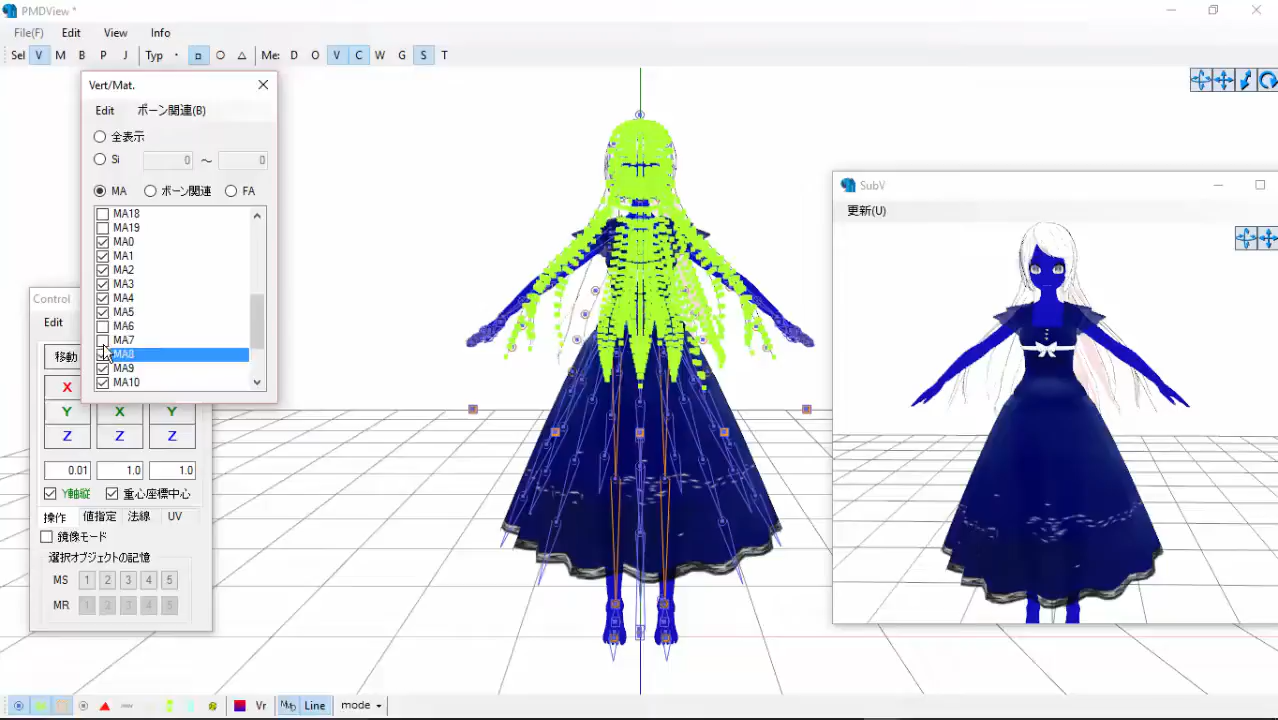 PMDView *
File(F) Edit View Info
Sel V M B P J Typ Me: D O V C W G S T
Vert/Mat.
Edit ボーン関連(B)
全表示
Si 0 ～ 0
MA ボーン関連 FA
MA18
MA19
MA0
MA1
MA2
MA3
MA4
MA5
MA6
MA7
MA8
MA9
MA10
Control
Edit
移動
X
Y X Y
Z Z Z
0.01 1.0 1.0
Y軸縦 重心座標中心
操作 値指定 法線 UV
鏡像モード
選択オブジェクトの記憶
MS 1 2 3 4 5
MR 1 2 3 4 5
SubV
更新(U)
Vr Line mode